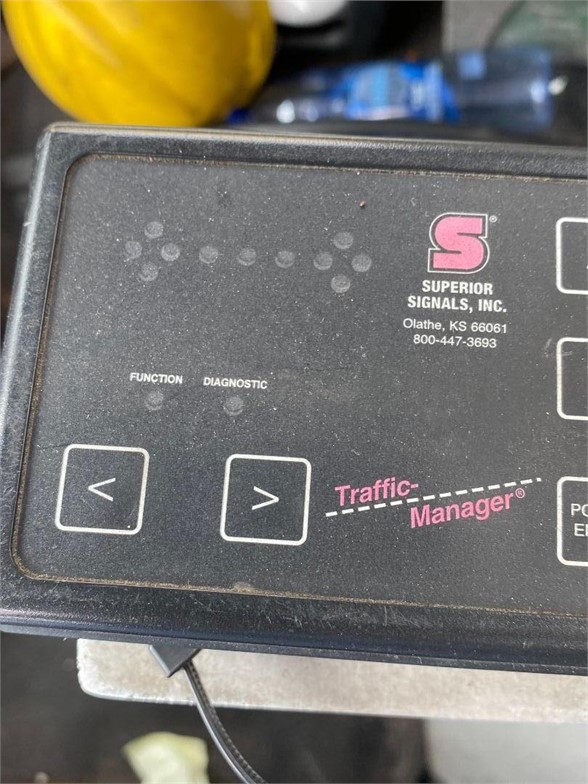 S®
SUPERIOR
SIGNALS, INC.
Olathe, KS 66061
800-447-3693
FUNCTION DIAGNOSTIC
< >
Traffic-
Manager®